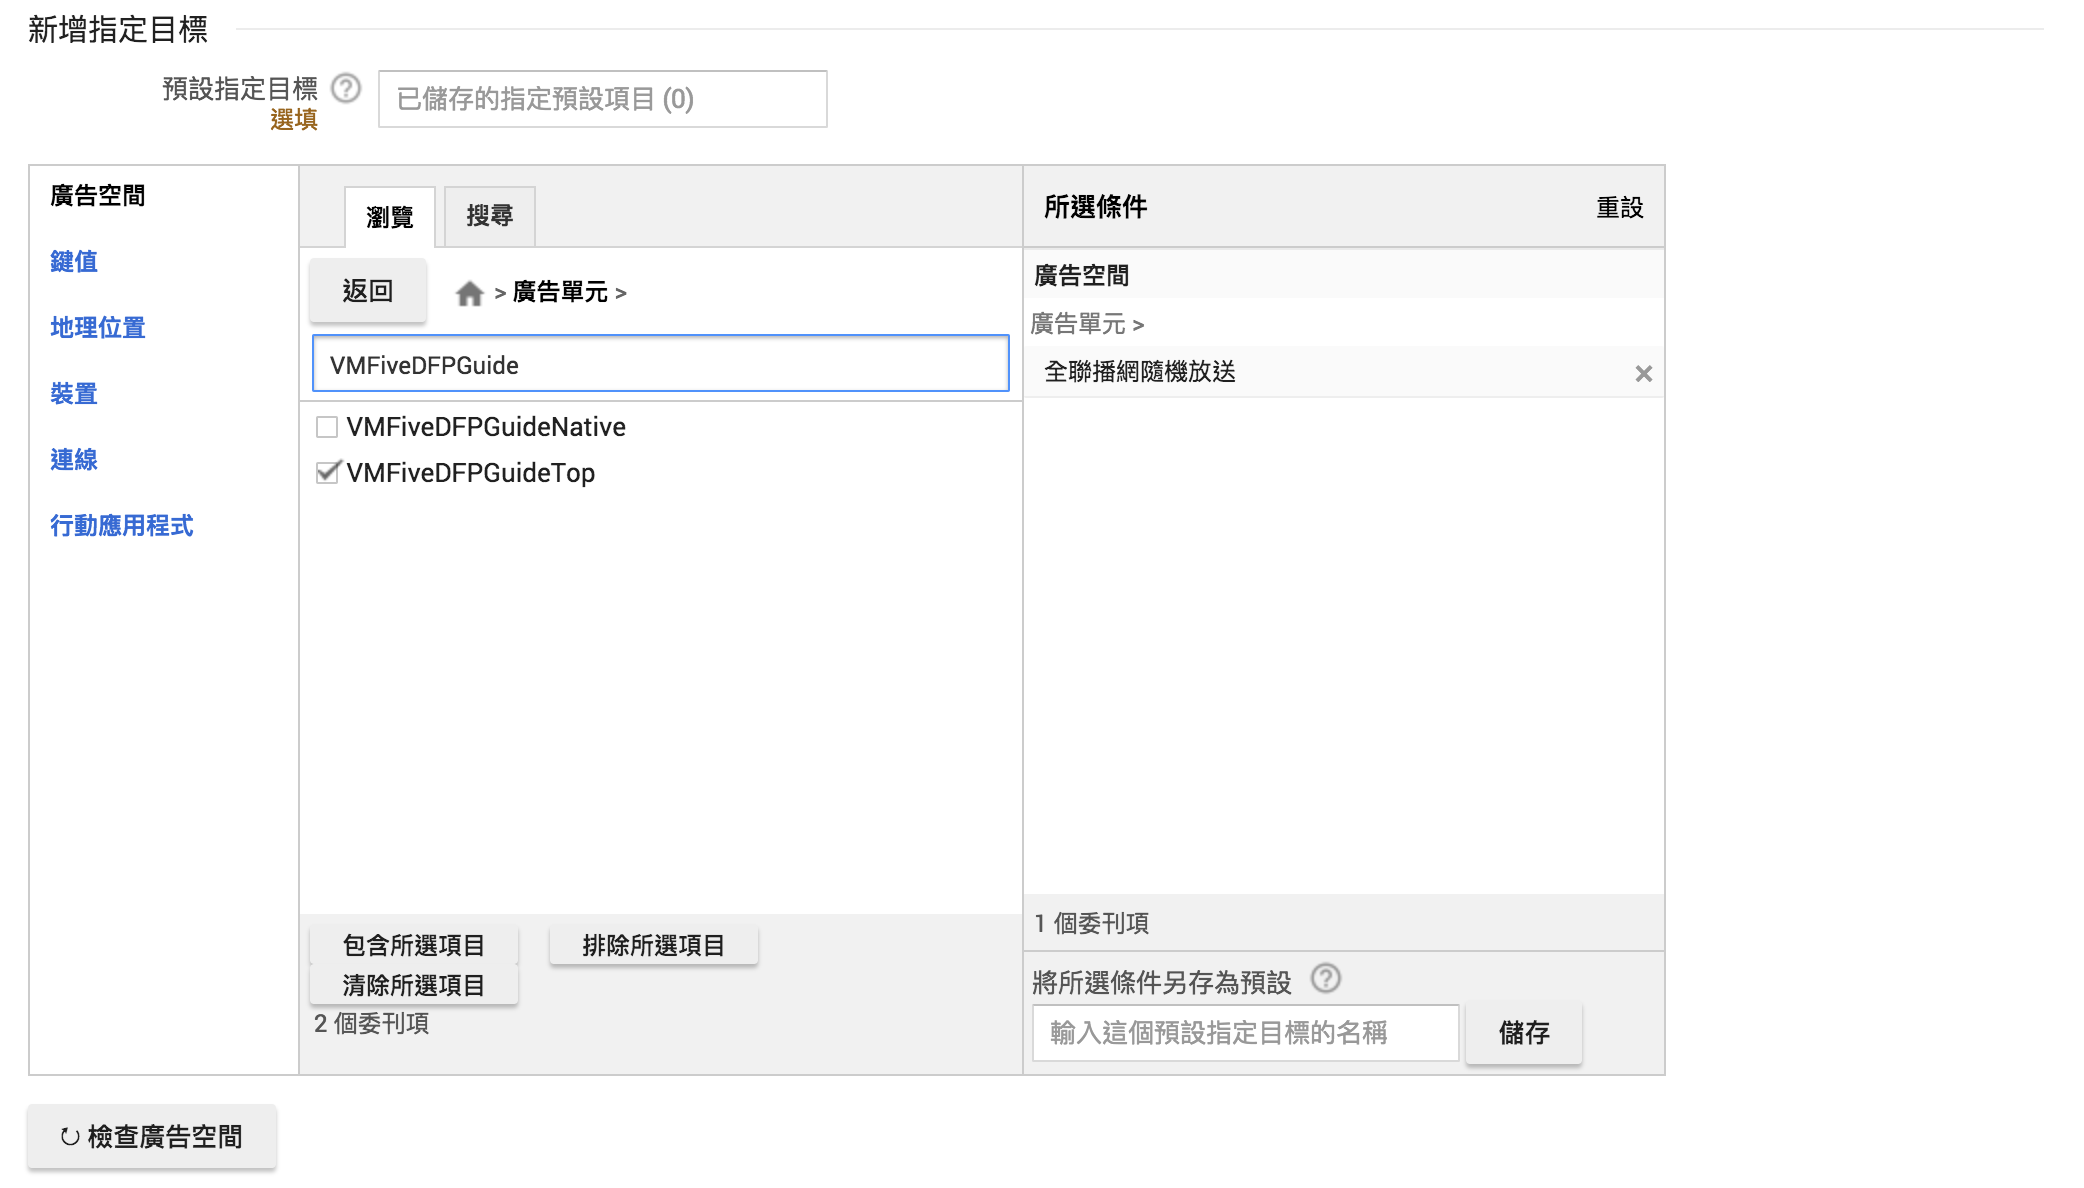 新增指定目標
預設指定目標
選填
已儲存的指定預設項目 (0)
廣告空間
鍵值
地理位置
裝置
連線
行動應用程式
瀏覽
搜尋
返回
> 廣告單元 >
VMFiveDFPGuide
VMFiveDFPGuideNative
VMFiveDFPGuideTop
包含所選項目
排除所選項目
清除所選項目
2 個委刊項
所選條件
重設
廣告空間
廣告單元 >
全聯播網隨機放送
1 個委刊項
將所選條件另存為預設
輸入這個預設指定目標的名稱
儲存
檢查廣告空間